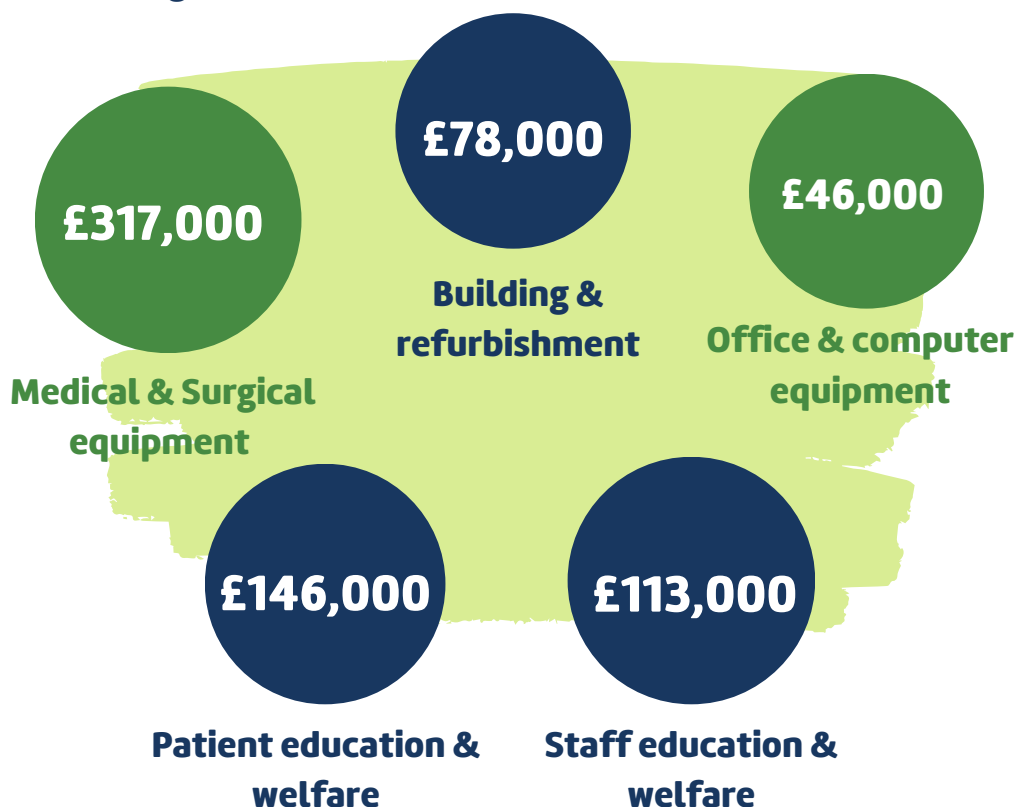 £317,000
Medical & Surgical
equipment
£78,000
Building &
refurbishment
£46,000
Office & computer
equipment
£146,000
Patient education &
welfare
£113,000
Staff education &
welfare